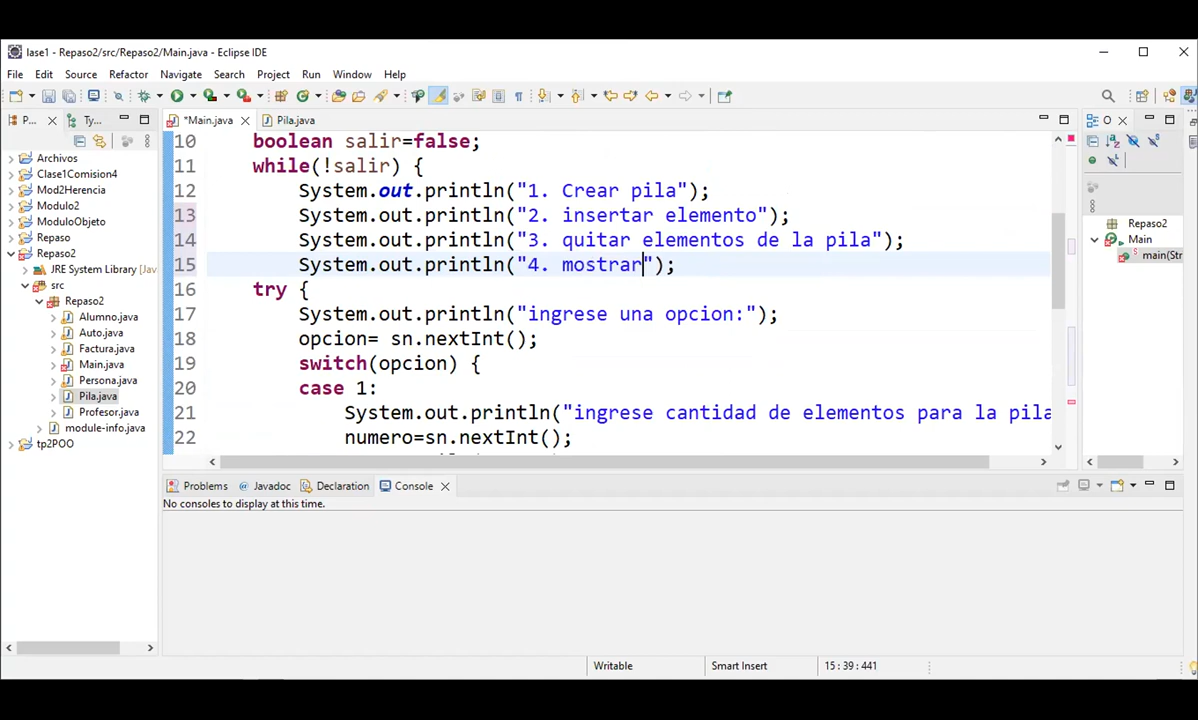 lase1 - Repaso2/src/Repaso2/Main.java - Eclipse IDE
File Edit Source Refactor Navigate Search Project Run Window Help
P... Ty... *Main.java Pila.java O
Archivos
Clase1Comision4
Mod2Herencia
Modulo2
ModuloObjeto
Repaso
Repaso2
JRE System Library [Jav
src
Repaso2
Alumno.java
Auto.java
Factura.java
Main.java
Persona.java
Pila.java
Profesor.java
module-info.java
tp2POO
10 boolean salir=false;
11 while(!salir) {
12 System.out.println("1. Crear pila");
13 System.out.println("2. insertar elemento");
14 System.out.println("3. quitar elementos de la pila");
15 System.out.println("4. mostrar");
16 try {
17 System.out.println("ingrese una opcion:");
18 opcion= sn.nextInt();
19 switch(opcion) {
20 case 1:
21 System.out.println("ingrese cantidad de elementos para la pila
22 numero=sn.nextInt();
Repaso2
Main
main(Str
Problems Javadoc Declaration Console
No consoles to display at this time.
Writable Smart Insert 15 : 39 : 441